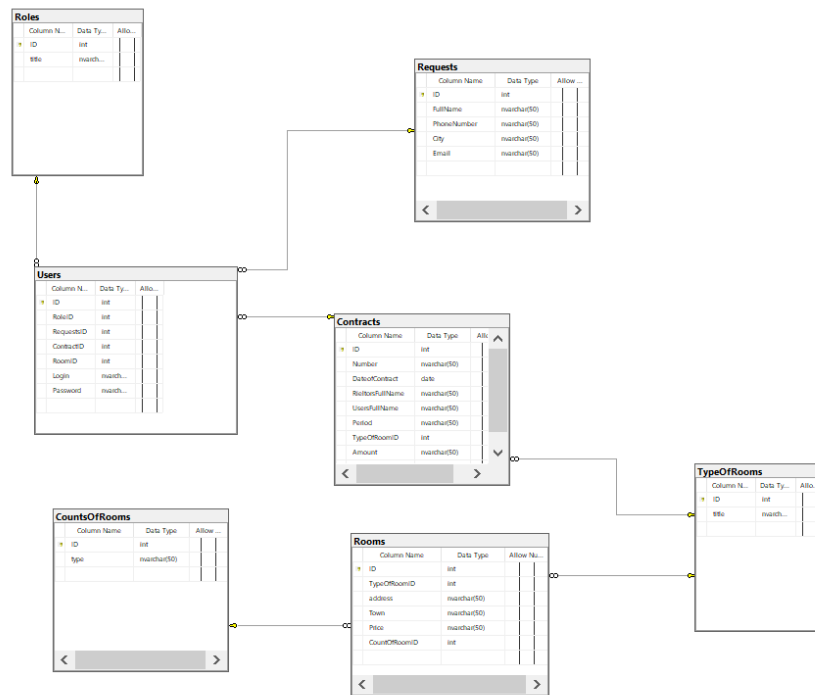 Roles
Column N... Data Ty... Allo...
ID int
title nvarch...
Requests
Column Name Data Type Allow ...
ID int
FullName nvarchar(50)
PhoneNumber nvarchar(50)
City nvarchar(50)
Email nvarchar(50)
Users
Column N... Data Ty... Allo...
ID int
RoleID int
RequestsID int
ContractID int
RoomID int
Login nvarch...
Password nvarch...
Contracts
Column Name Data Type Allo
ID int
Number nvarchar(50)
DateofContract date
RieltorsFullName nvarchar(50)
UsersFullName nvarchar(50)
Period nvarchar(50)
TypeOfRoomID int
Amount nvarchar(50)
TypeOfRooms
Column N... Data Ty... Allo...
ID int
title nvarch...
CountsOfRooms
Column Name Data Type Allow ...
ID int
type nvarchar(50)
Rooms
Column Name Data Type Allow Nu...
ID int
TypeOfRoomID int
address nvarchar(50)
Town nvarchar(50)
Price nvarchar(50)
CountOfRoomID int